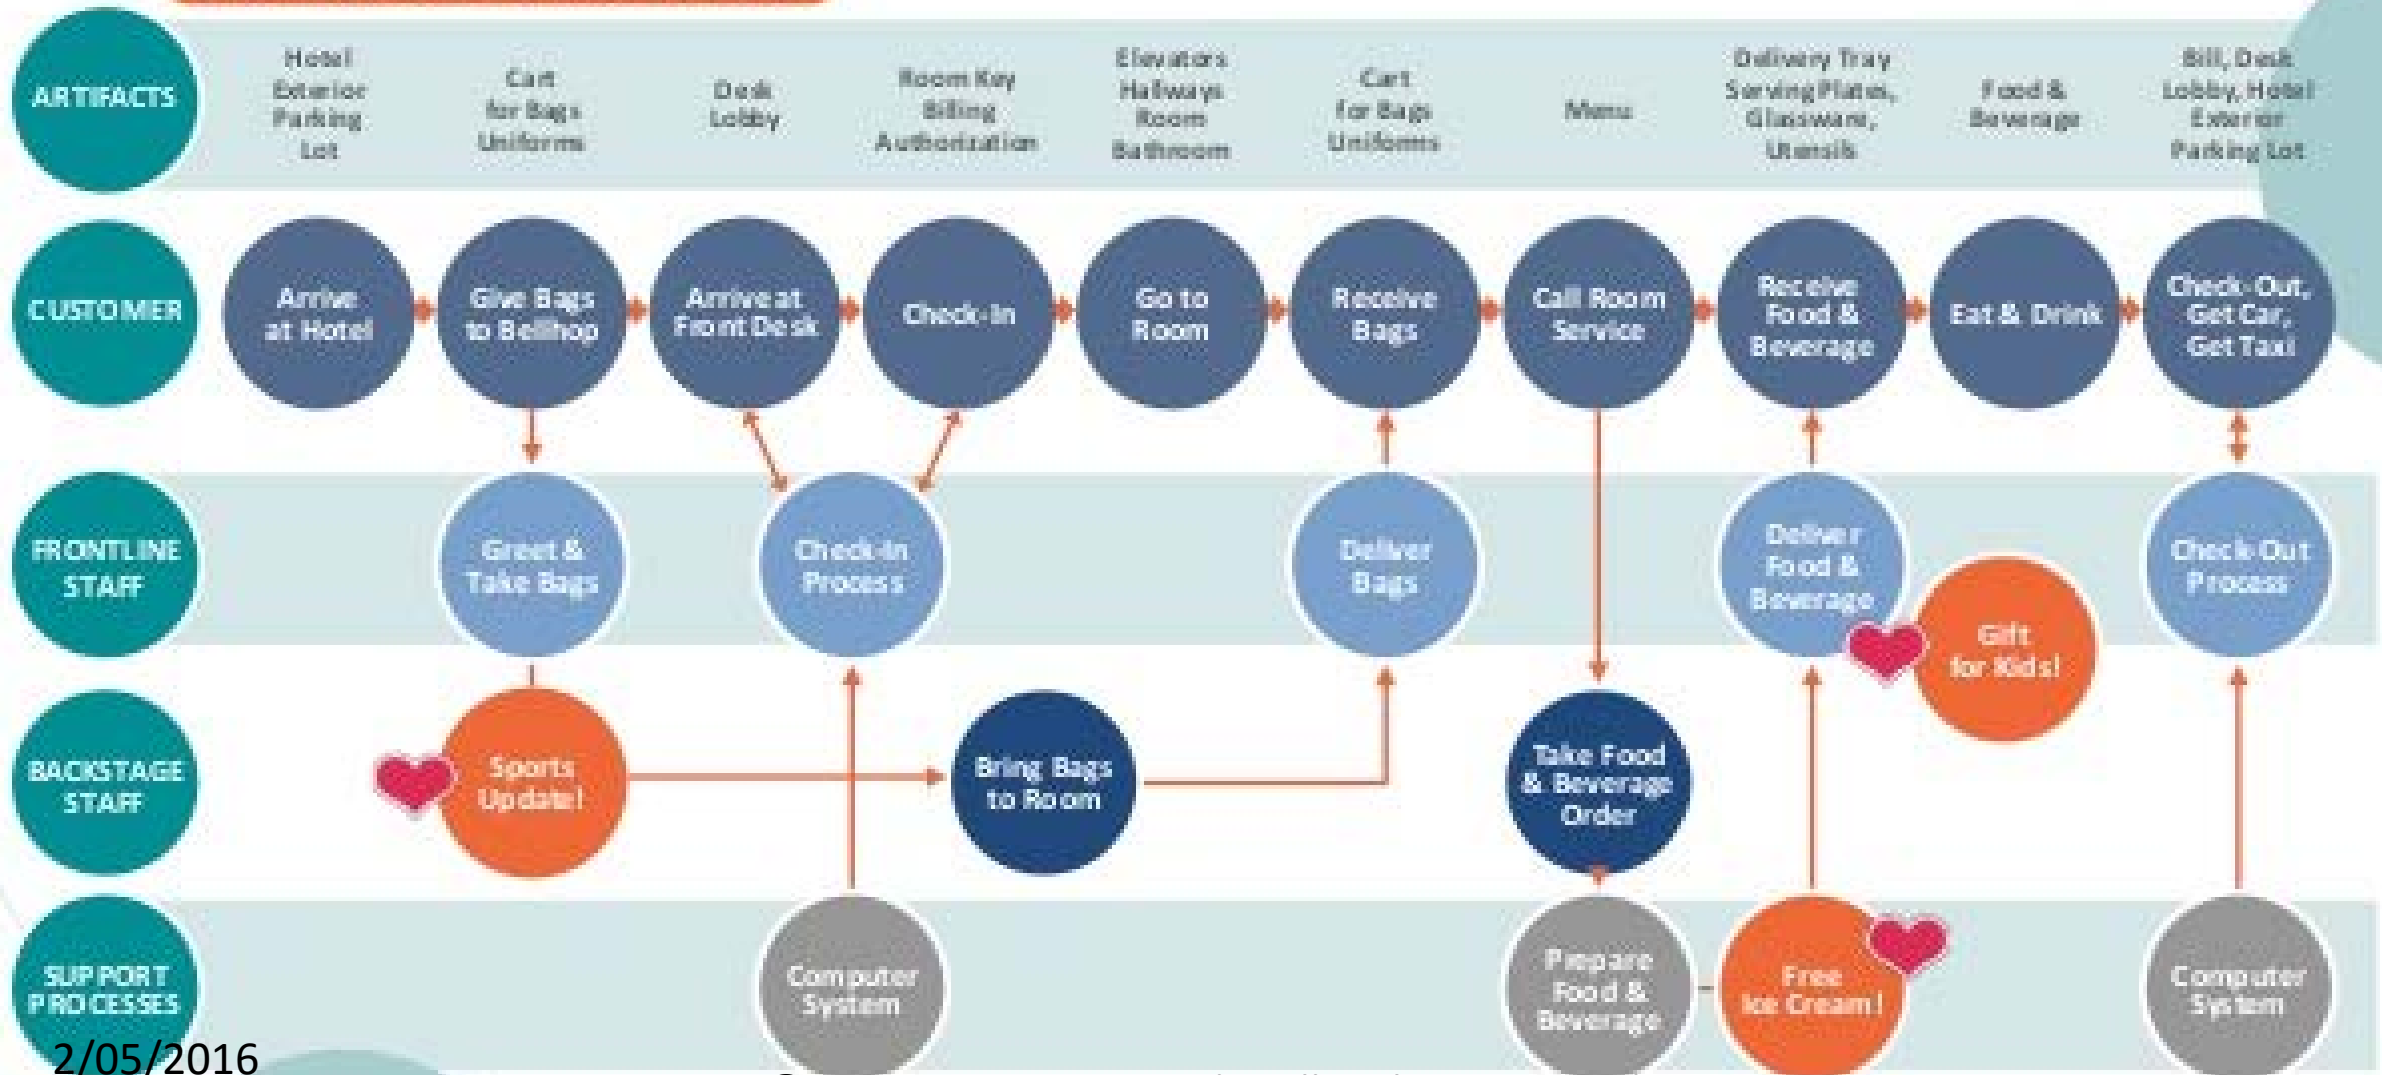 ARTIFACTS
Hotel
Exterior
Parking
Lot
Cart
for Bags
Uniforms
Desk
Lobby
Room Key
Billing
Authorization
Elevators
Hallways
Room
Bathroom
Cart
for Bags
Uniforms
Menu
Delivery Tray
Serving Plates,
Glassware,
Utensils
Food &
Beverage
Bill, Desk
Lobby, Hotel
Exterior
Parking Lot
CUSTOMER
Arrive
at Hotel
Give Bags
to Bellhop
Arrive at
Front Desk
Check-In
Go to
Room
Receive
Bags
Call Room
Service
Receive
Food &
Beverage
Eat & Drink
Check-Out,
Get Car,
Get Taxi
FRONTLINE
STAFF
Greet &
Take Bags
Check-In
Process
Deliver
Bags
Deliver
Food &
Beverage
Gift
for Kids!
Check-Out
Process
BACKSTAGE
STAFF
Sports
Update!
Bring Bags
to Room
Take Food
& Beverage
Order
SUPPORT
PROCESSES
Computer
System
Prepare
Food &
Beverage
Free
Ice Cream!
Computer
System
2/05/2016